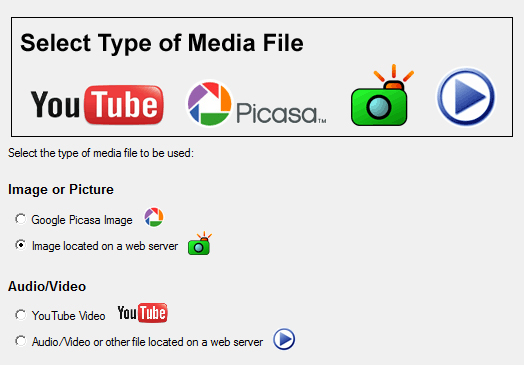 Select Type of Media File
YouTube Picasa™
Select the type of media file to be used:
Image or Picture
Google Picasa Image
Image located on a web server
Audio/Video
YouTube Video YouTube
Audio/Video or other file located on a web server